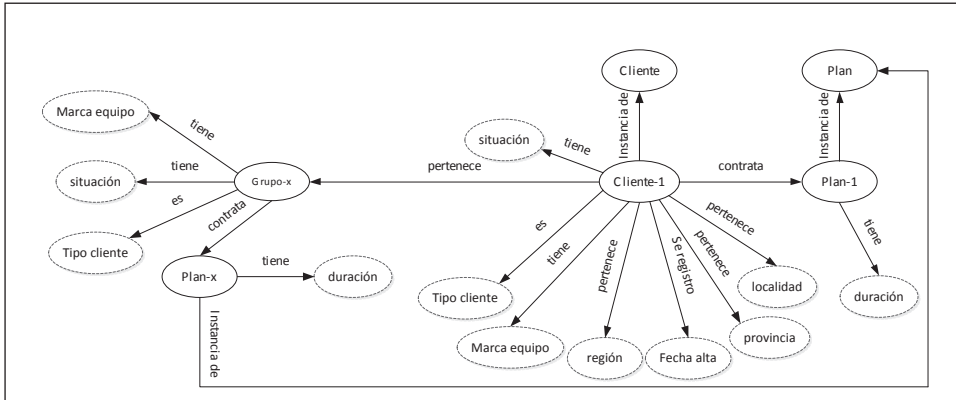 Cliente
Plan
Marca equipo
tiene
Instancia de
Instancia de
situación
tiene
tiene
pertenece
contrata
situación
Grupo-x
Cliente-1
Plan-1
es
contrata
pertenece
es
tiene
pertenece
Se registro
pertenece
tiene
Tipo cliente
Plan-x
tiene
duración
Tipo cliente
localidad
duración
Instancia de
Marca equipo
región
Fecha alta
provincia